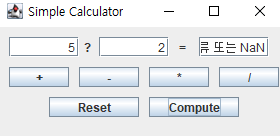 Simple Calculator
5 ? 2 = 류 또는 NaN
+ - * /
Reset Compute